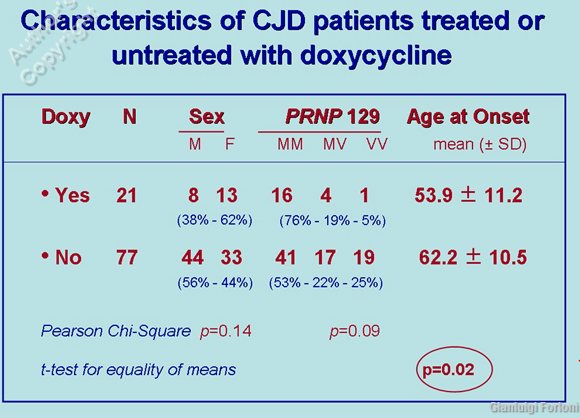 Characteristics of CJD patients treated or
untreated with doxycycline
Author's
Copyright
Doxy N Sex PRNP 129 Age at Onset
M F MM MV VV mean (± SD)
• Yes 21 8 13 16 4 1 53.9 ± 11.2
(38% - 62%) (76% - 19% - 5%)
• No 77 44 33 41 17 19 62.2 ± 10.5
(56% - 44%) (53% - 22% - 25%)
Pearson Chi-Square p=0.14 p=0.09
t-test for equality of means p=0.02
Gianluigi Forloni